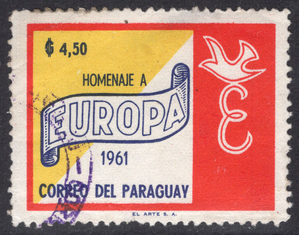 ₲ 4,50
HOMENAJE A
EUROPA
1961
CORREO DEL PARAGUAY
E
EL ARTE S. A.